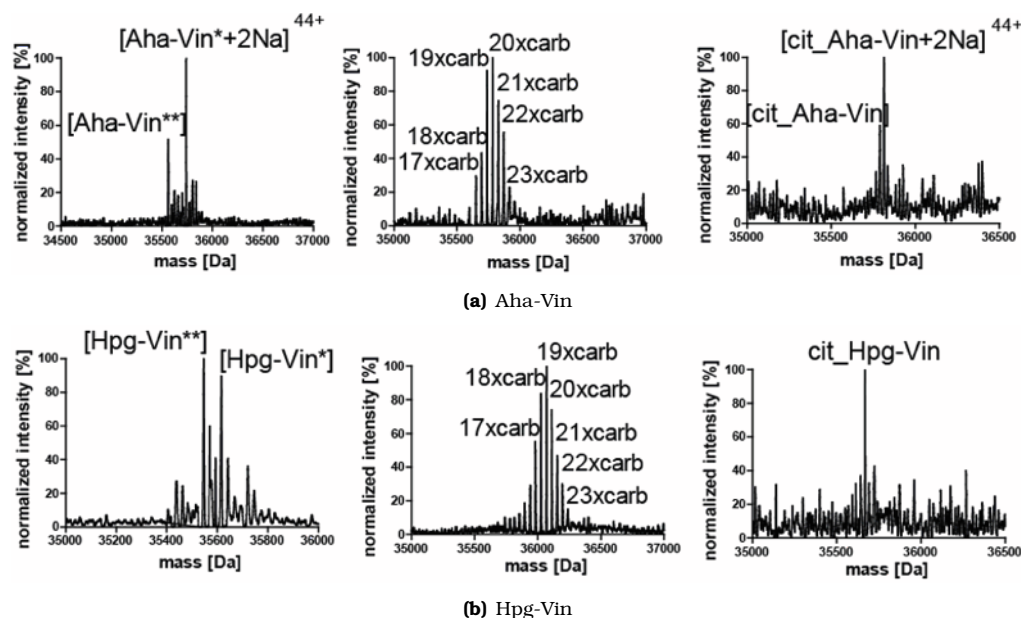 [Aha-Vin*+2Na] 44+
[Aha-Vin**]
normalized intensity [%]
100
80
60
40
20
0
34500 35000 35500 36000 36500 37000
mass [Da]
20xcarb
19xcarb
21xcarb
22xcarb
18xcarb
17xcarb
23xcarb
normalized intensity [%]
100
80
60
40
20
0
35000 35500 36000 36500 37000
mass [Da]
[cit_Aha-Vin+2Na] 44+
[cit_Aha-Vin]
normalized intensity [%]
100
80
60
40
20
0
35000 35500 36000 36500
mass [Da]
(a) Aha-Vin
[Hpg-Vin**]
[Hpg-Vin*]
normalized intensity [%]
100
80
60
40
20
0
35000 35200 35400 35600 35800 36000
mass [Da]
19xcarb
18xcarb
20xcarb
17xcarb
21xcarb
22xcarb
23xcarb
normalized intensity [%]
100
80
60
40
20
0
35000 35500 36000 36500 37000
mass [Da]
cit_Hpg-Vin
normalized intensity [%]
100
80
60
40
20
0
35000 35500 36000 36500
mass [Da]
(b) Hpg-Vin